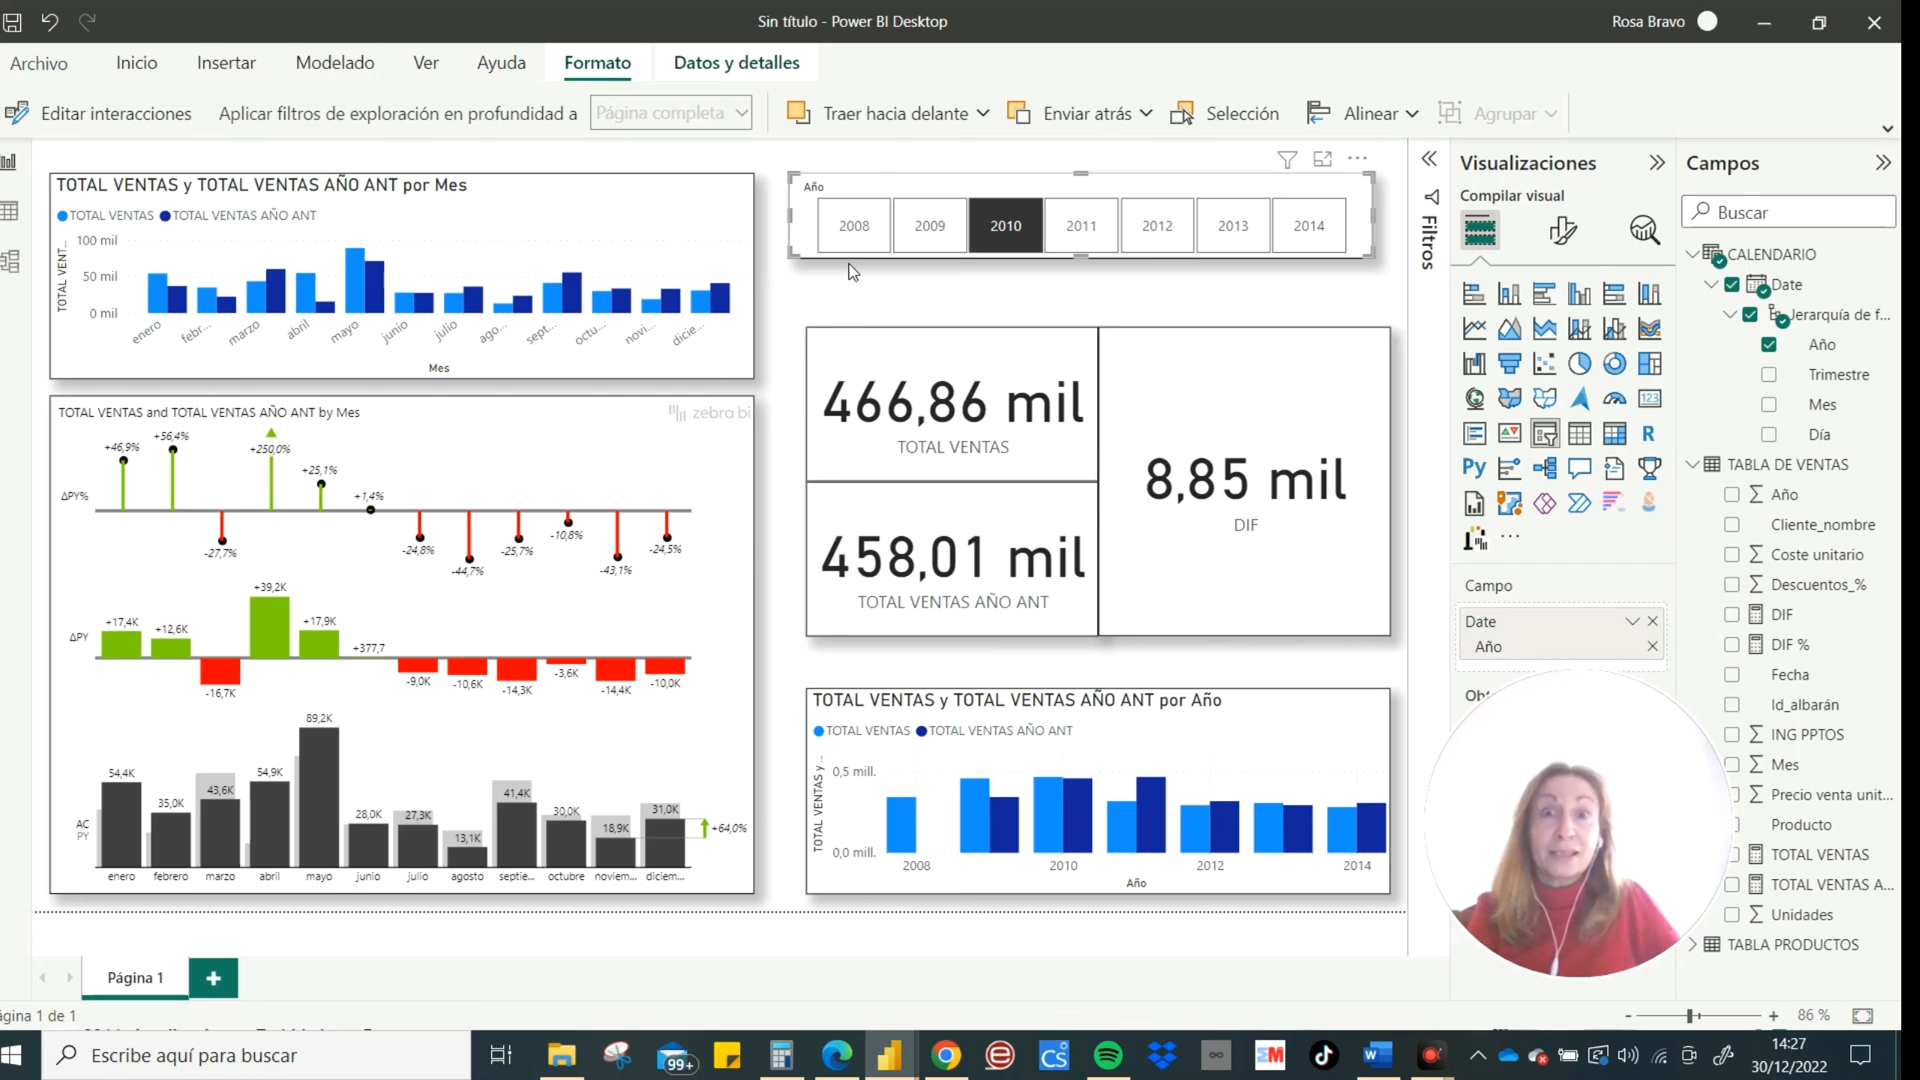 Sin título - Power BI Desktop
Rosa Bravo
Archivo
Inicio
Insertar
Modelado
Ver
Ayuda
Formato
Datos y detalles
Editar interacciones
Aplicar filtros de exploración en profundidad a
Página completa
Traer hacia delante
Enviar atrás
Selección
Alinear
Agrupar
TOTAL VENTAS y TOTAL VENTAS AÑO ANT por Mes
TOTAL VENTAS
TOTAL VENTAS AÑO ANT
TOTAL VENT...
100 mil
50 mil
0 mil
enero
febr...
marzo
abril
mayo
junio
julio
ago...
sept...
octu...
novi...
dicie...
Mes
TOTAL VENTAS and TOTAL VENTAS AÑO ANT by Mes
zebra bi
ΔPY%
+46,9%
+56,4%
-27,7%
+250,0%
+25,1%
+1,4%
-24,8%
-44,7%
-25,7%
-10,8%
-43,1%
-24,5%
ΔPY
+17,4K
+12,6K
-16,7K
+39,2K
+17,9K
+377,7
-9,0K
-10,6K
-14,3K
-3,6K
-14,4K
-10,0K
AC
PY
54,4K
35,0K
43,6K
54,9K
89,2K
28,0K
27,3K
13,1K
41,4K
30,0K
18,9K
31,0K
+64,0%
enero
febrero
marzo
abril
mayo
junio
julio
agosto
septie...
octubre
noviem...
diciem...
Año
2008
2009
2010
2011
2012
2013
2014
466,86 mil
TOTAL VENTAS
458,01 mil
TOTAL VENTAS AÑO ANT
8,85 mil
DIF
TOTAL VENTAS y TOTAL VENTAS AÑO ANT por Año
TOTAL VENTAS
TOTAL VENTAS AÑO ANT
TOTAL VENTAS y ...
0,5 mill.
0,0 mill.
2008
2010
2012
2014
Año
Filtros
Visualizaciones
Compilar visual
123
R
Py
...
Campo
Date
Año
Campos
Buscar
CALENDARIO
Date
Jerarquía de f...
Año
Trimestre
Mes
Día
TABLA DE VENTAS
Año
Cliente_nombre
Coste unitario
Descuentos_%
DIF
DIF %
Fecha
Id_albarán
ING PPTOS
Mes
Precio venta unit...
Producto
TOTAL VENTAS
TOTAL VENTAS A...
Unidades
TABLA PRODUCTOS
Página 1
ágina 1 de 1
86 %
Escribe aquí para buscar
99+
14:27
30/12/2022